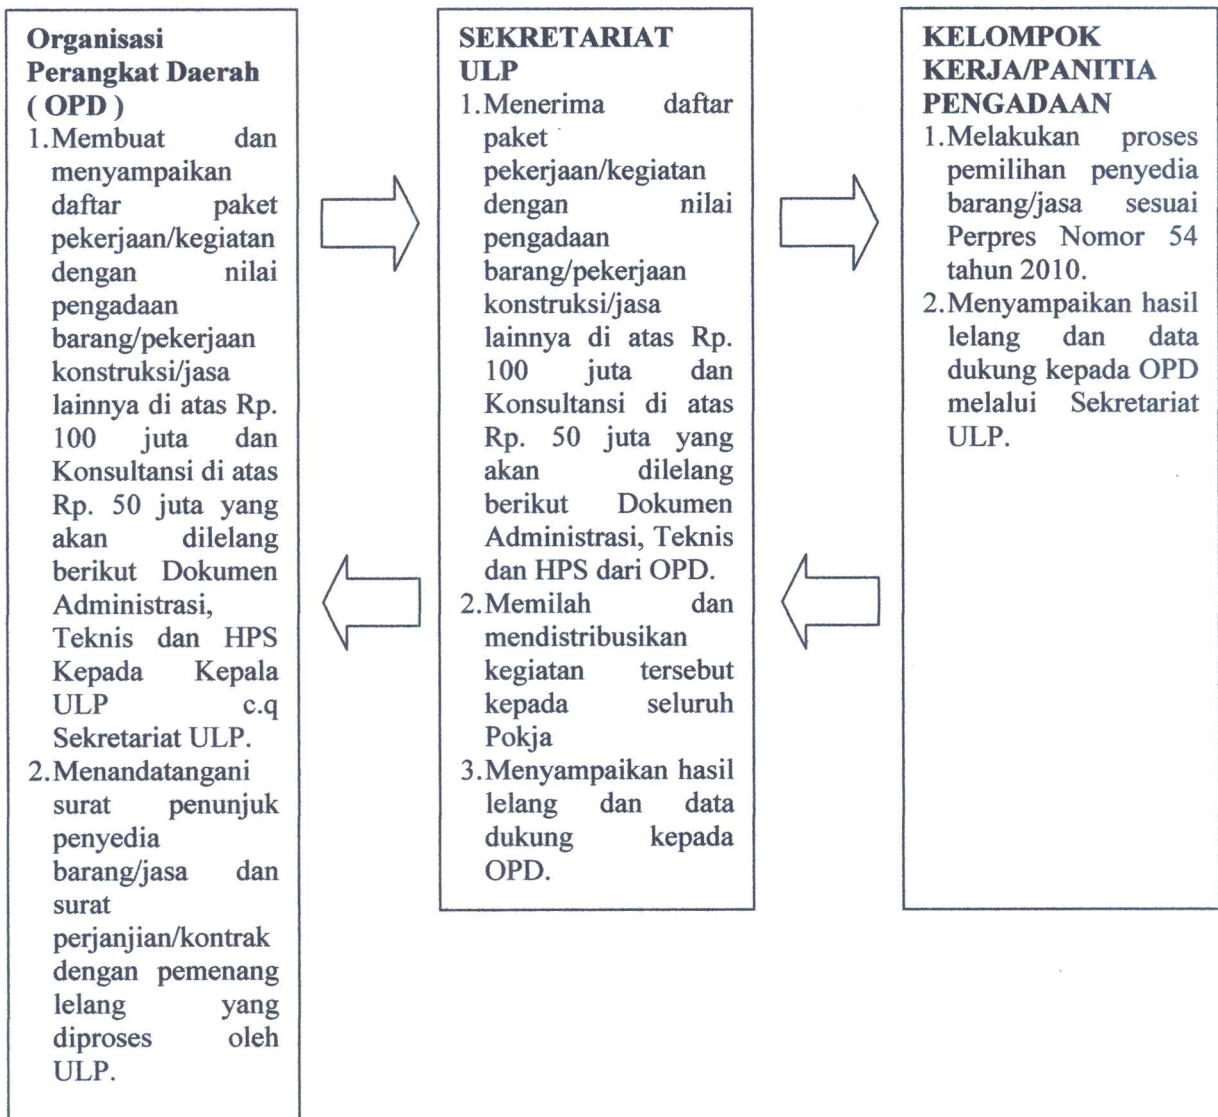 Organisasi
Perangkat Daerah
( OPD )
1.Membuat dan
menyampaikan
daftar paket
pekerjaan/kegiatan
dengan nilai
pengadaan
barang/pekerjaan
konstruksi/jasa
lainnya di atas Rp.
100 juta dan
Konsultansi di atas
Rp. 50 juta yang
akan dilelang
berikut Dokumen
Administrasi,
Teknis dan HPS
Kepada Kepala
ULP c.q
Sekretariat ULP.
2.Menandatangani
surat penunjuk
penyedia
barang/jasa dan
surat
perjanjian/kontrak
dengan pemenang
lelang yang
diproses oleh
ULP.
SEKRETARIAT
ULP
1.Menerima daftar
paket
pekerjaan/kegiatan
dengan nilai
pengadaan
barang/pekerjaan
konstruksi/jasa
lainnya di atas Rp.
100 juta dan
Konsultansi di atas
Rp. 50 juta yang
akan dilelang
berikut Dokumen
Administrasi, Teknis
dan HPS dari OPD.
2.Memilah dan
mendistribusikan
kegiatan tersebut
kepada seluruh
Pokja
3.Menyampaikan hasil
lelang dan data
dukung kepada
OPD.
KELOMPOK
KERJA/PANITIA
PENGADAAN
1.Melakukan proses
pemilihan penyedia
barang/jasa sesuai
Perpres Nomor 54
tahun 2010.
2.Menyampaikan hasil
lelang dan data
dukung kepada OPD
melalui Sekretariat
ULP.